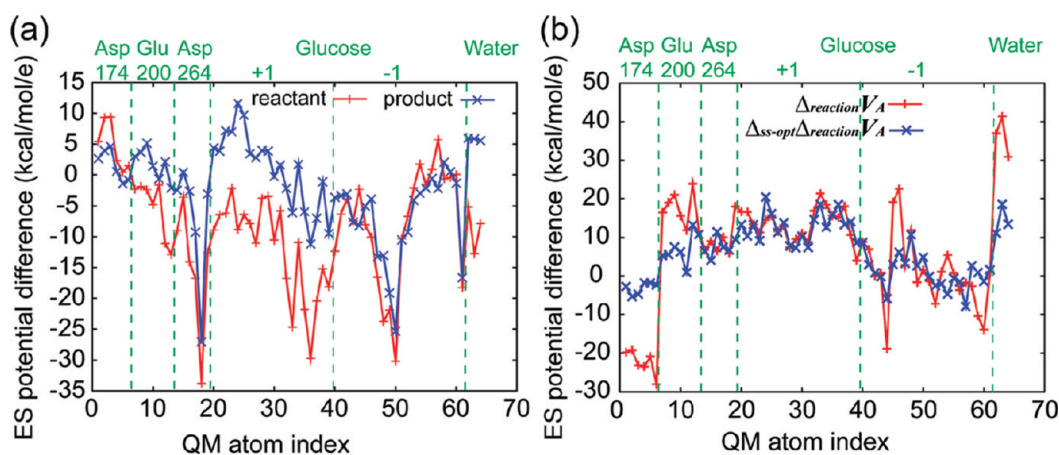 (a)
Asp Glu Asp Glucose Water
174 200 264 +1 -1
reactant product
15
10
5
0
-5
-10
-15
-20
-25
-30
-35
ES potential difference (kcal/mol/e)
0 10 20 30 40 50 60 70
QM atom index
(b)
Asp Glu Asp Glucose Water
174 200 264 +1 -1
ΔreactionVA
Δss-optΔreactionVA
50
40
30
20
10
0
-10
-20
-30
ES potential difference (kcal/mol/e)
0 10 20 30 40 50 60 70
QM atom index